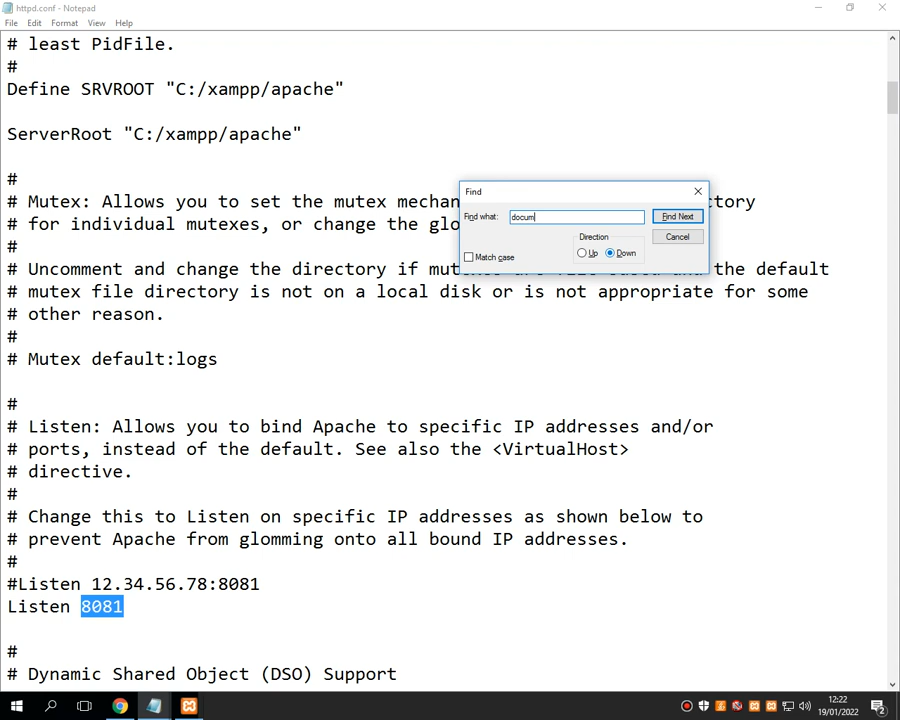 httpd.conf - Notepad
File Edit Format View Help
# least PidFile.
#
Define SRVROOT "C:/xampp/apache"
ServerRoot "C:/xampp/apache"
#
# Mutex: Allows you to set the mutex mechan ctory
# for individual mutexes, or change the glo
#
# Uncomment and change the directory if mutexes are file-based and the default
# mutex file directory is not on a local disk or is not appropriate for some
# other reason.
#
# Mutex default:logs
#
# Listen: Allows you to bind Apache to specific IP addresses and/or
# ports, instead of the default. See also the <VirtualHost>
# directive.
#
# Change this to Listen on specific IP addresses as shown below to
# prevent Apache from glomming onto all bound IP addresses.
#
#Listen 12.34.56.78:8081
Listen 8081
#
# Dynamic Shared Object (DSO) Support
Find
Find what: docum Find Next
Direction Cancel
Match case Up Down
12:22
19/01/2022
2